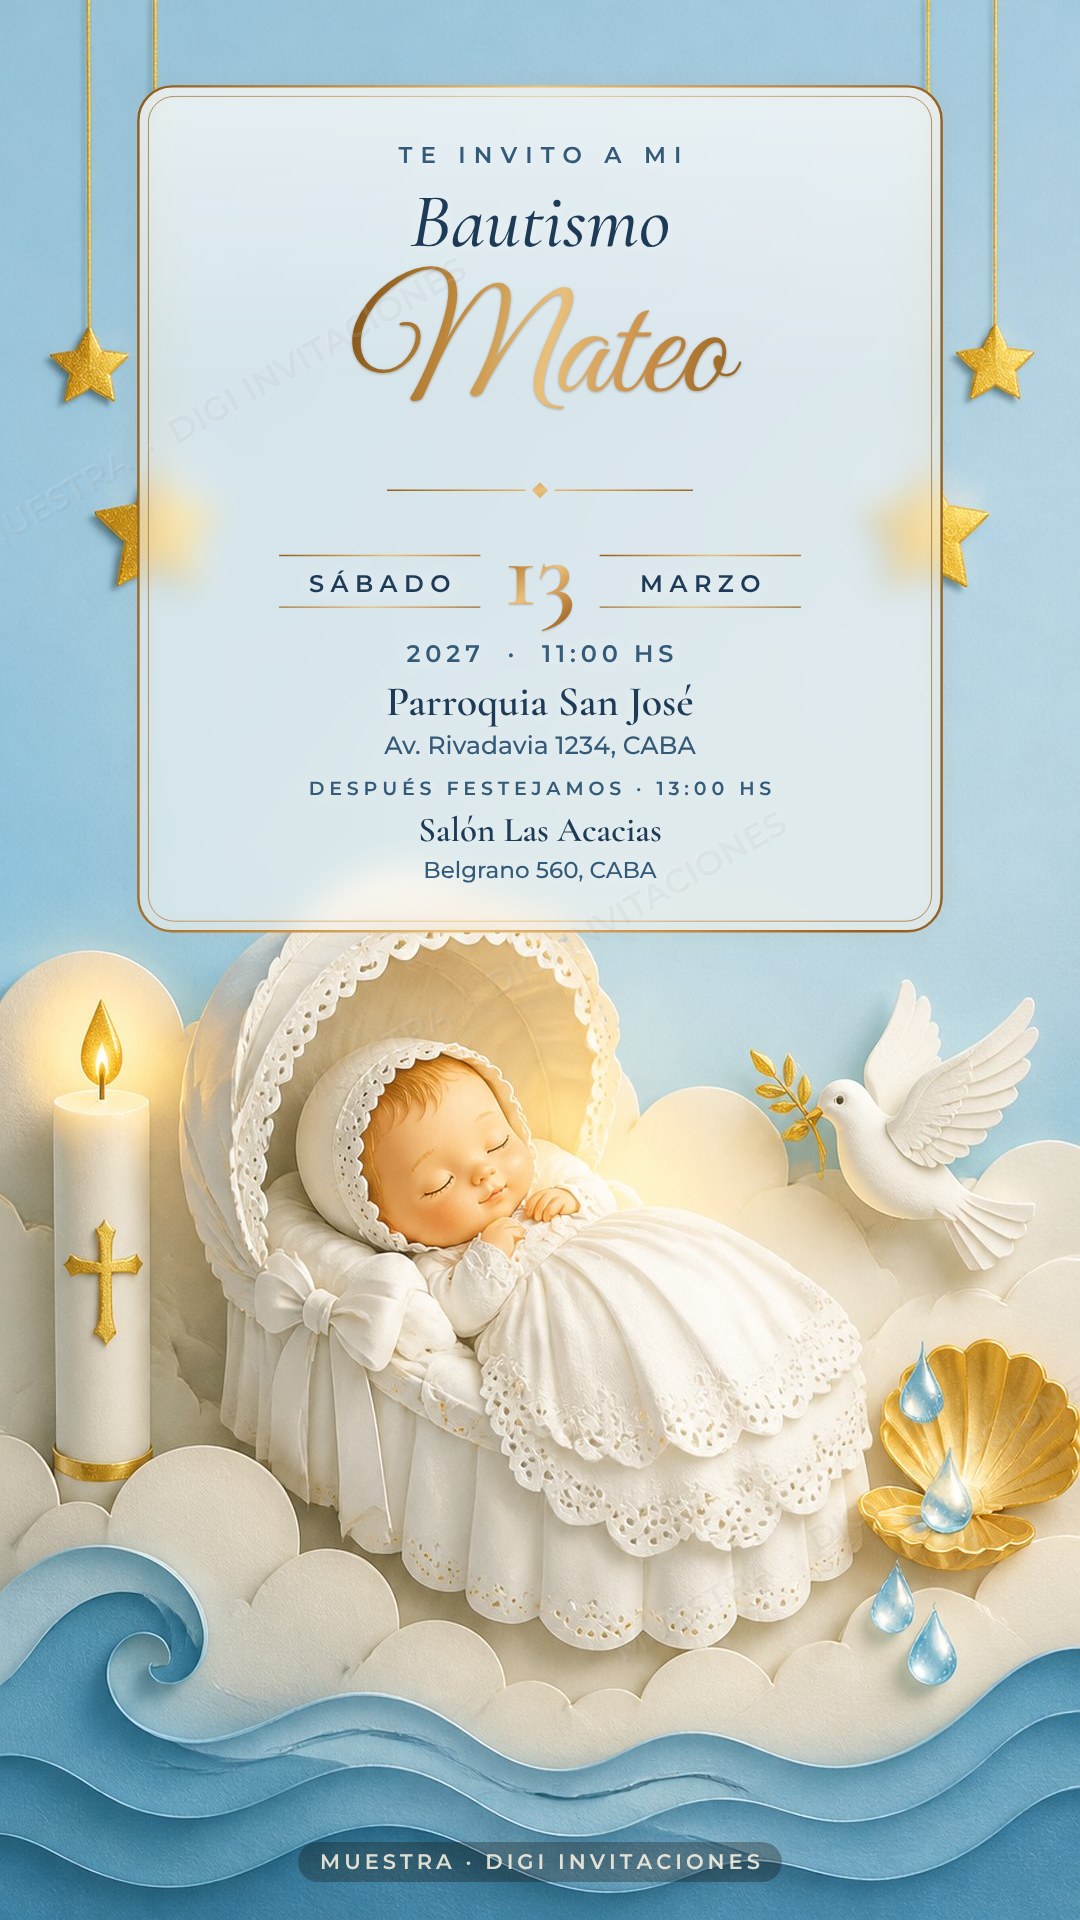 TE INVITO A MI
Bautismo
Mateo
SÁBADO 13 MARZO
2027 · 11:00 HS
Parroquia San José
Av. Rivadavia 1234, CABA
DESPUÉS FESTEJAMOS · 13:00 HS
Salón Las Acacias
Belgrano 560, CABA
MUESTRA · DIGI INVITACIONES